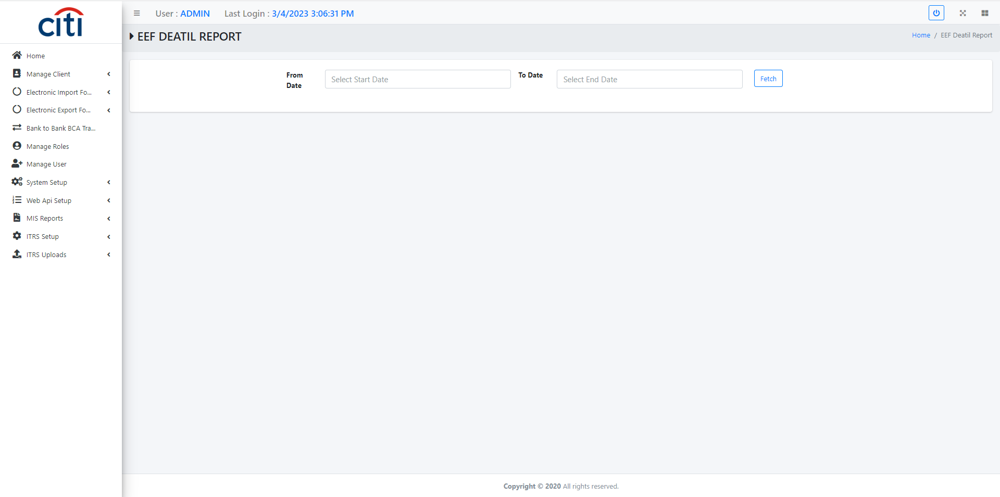 citi
User : ADMIN Last Login : 3/4/2023 3:06:31 PM
EEF DEATIL REPORT
Home / EEF Deatil Report
Home
Manage Client
Electronic Import Fo...
Electronic Export Fo...
Bank to Bank BCA Tra...
Manage Roles
Manage User
System Setup
Web Api Setup
MIS Reports
ITRS Setup
ITRS Uploads
From
Date
Select Start Date
To Date
Select End Date
Fetch
Copyright © 2020 All rights reserved.